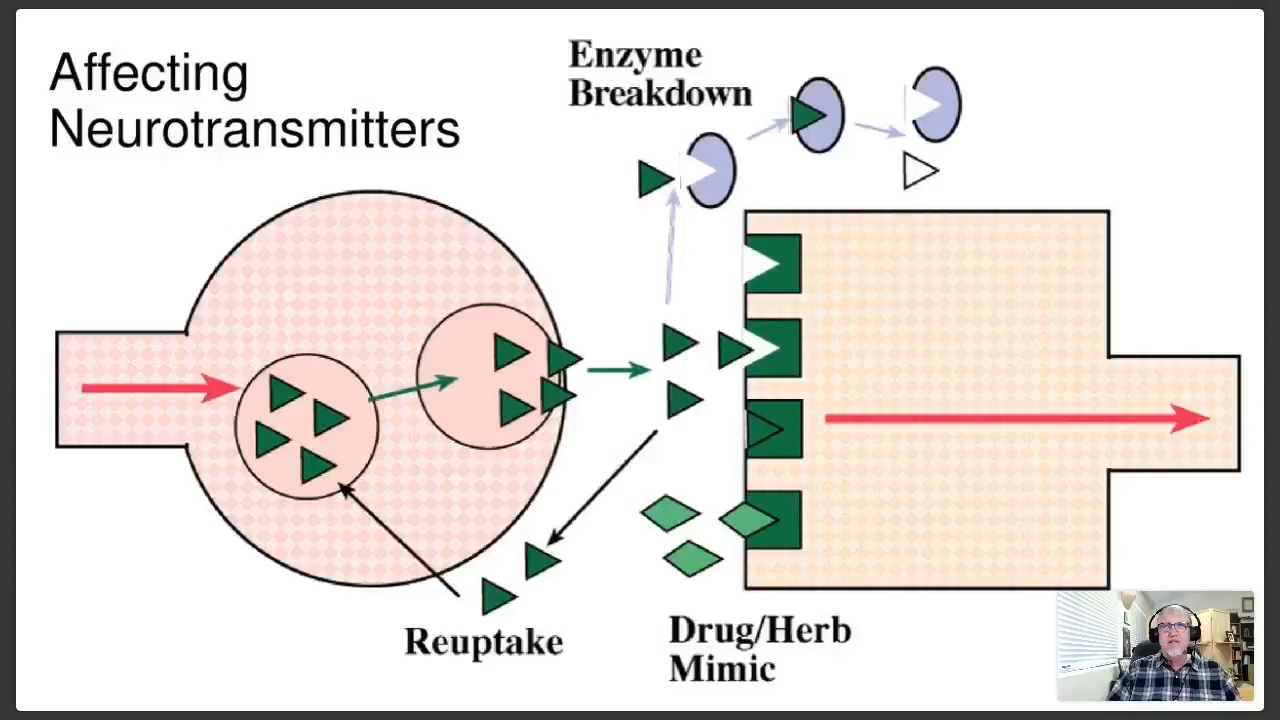 Affecting
Neurotransmitters
Enzyme
Breakdown
Reuptake
Drug/Herb
Mimic